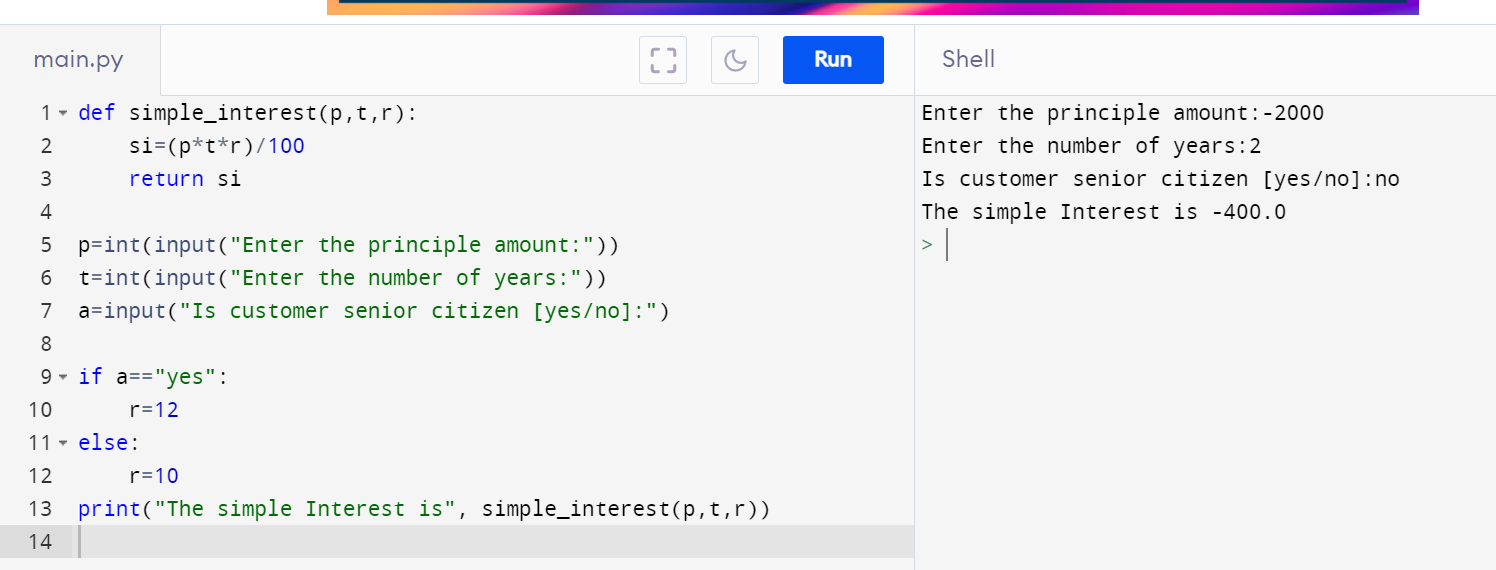 main.py
Run
Shell
1 def simple_interest(p,t,r):
2     si=(p*t*r)/100
3     return si
4
5 p=int(input("Enter the principle amount:"))
6 t=int(input("Enter the number of years:"))
7 a=input("Is customer senior citizen [yes/no]:")
8
9 if a=="yes":
10     r=12
11 else:
12     r=10
13 print("The simple Interest is", simple_interest(p,t,r))
14
Enter the principle amount:-2000
Enter the number of years:2
Is customer senior citizen [yes/no]:no
The simple Interest is -400.0
>